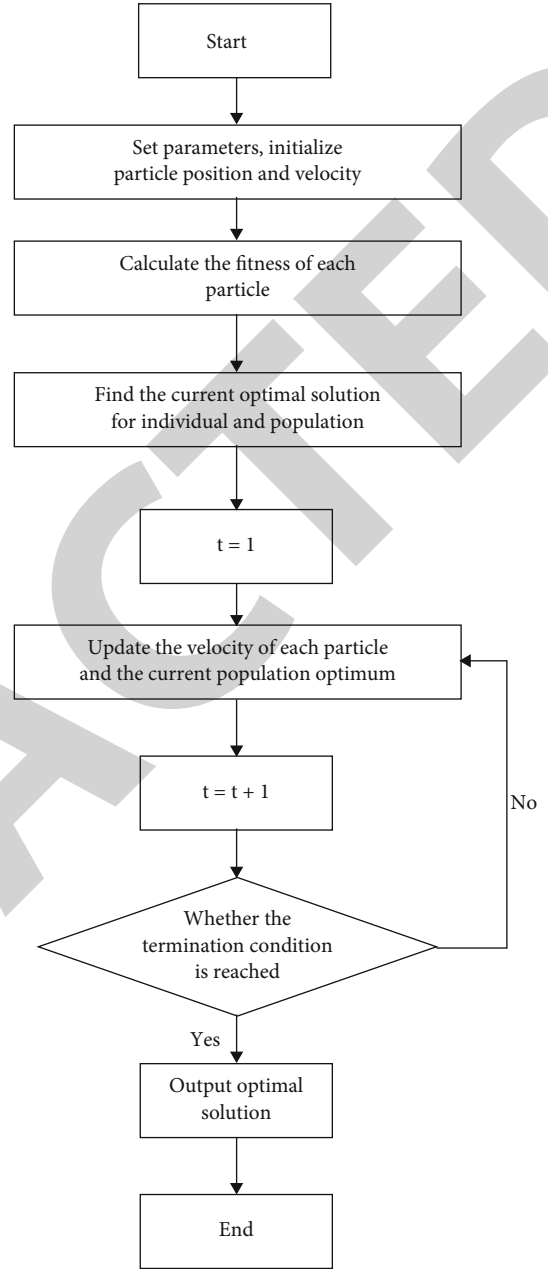 Start
Set parameters, initialize
particle position and velocity
Calculate the fitness of each
particle
Find the current optimal solution
for individual and population
t = 1
Update the velocity of each particle
and the current population optimum
t = t + 1
No
Whether the
termination condition
is reached
Yes
Output optimal
solution
End
ACTED